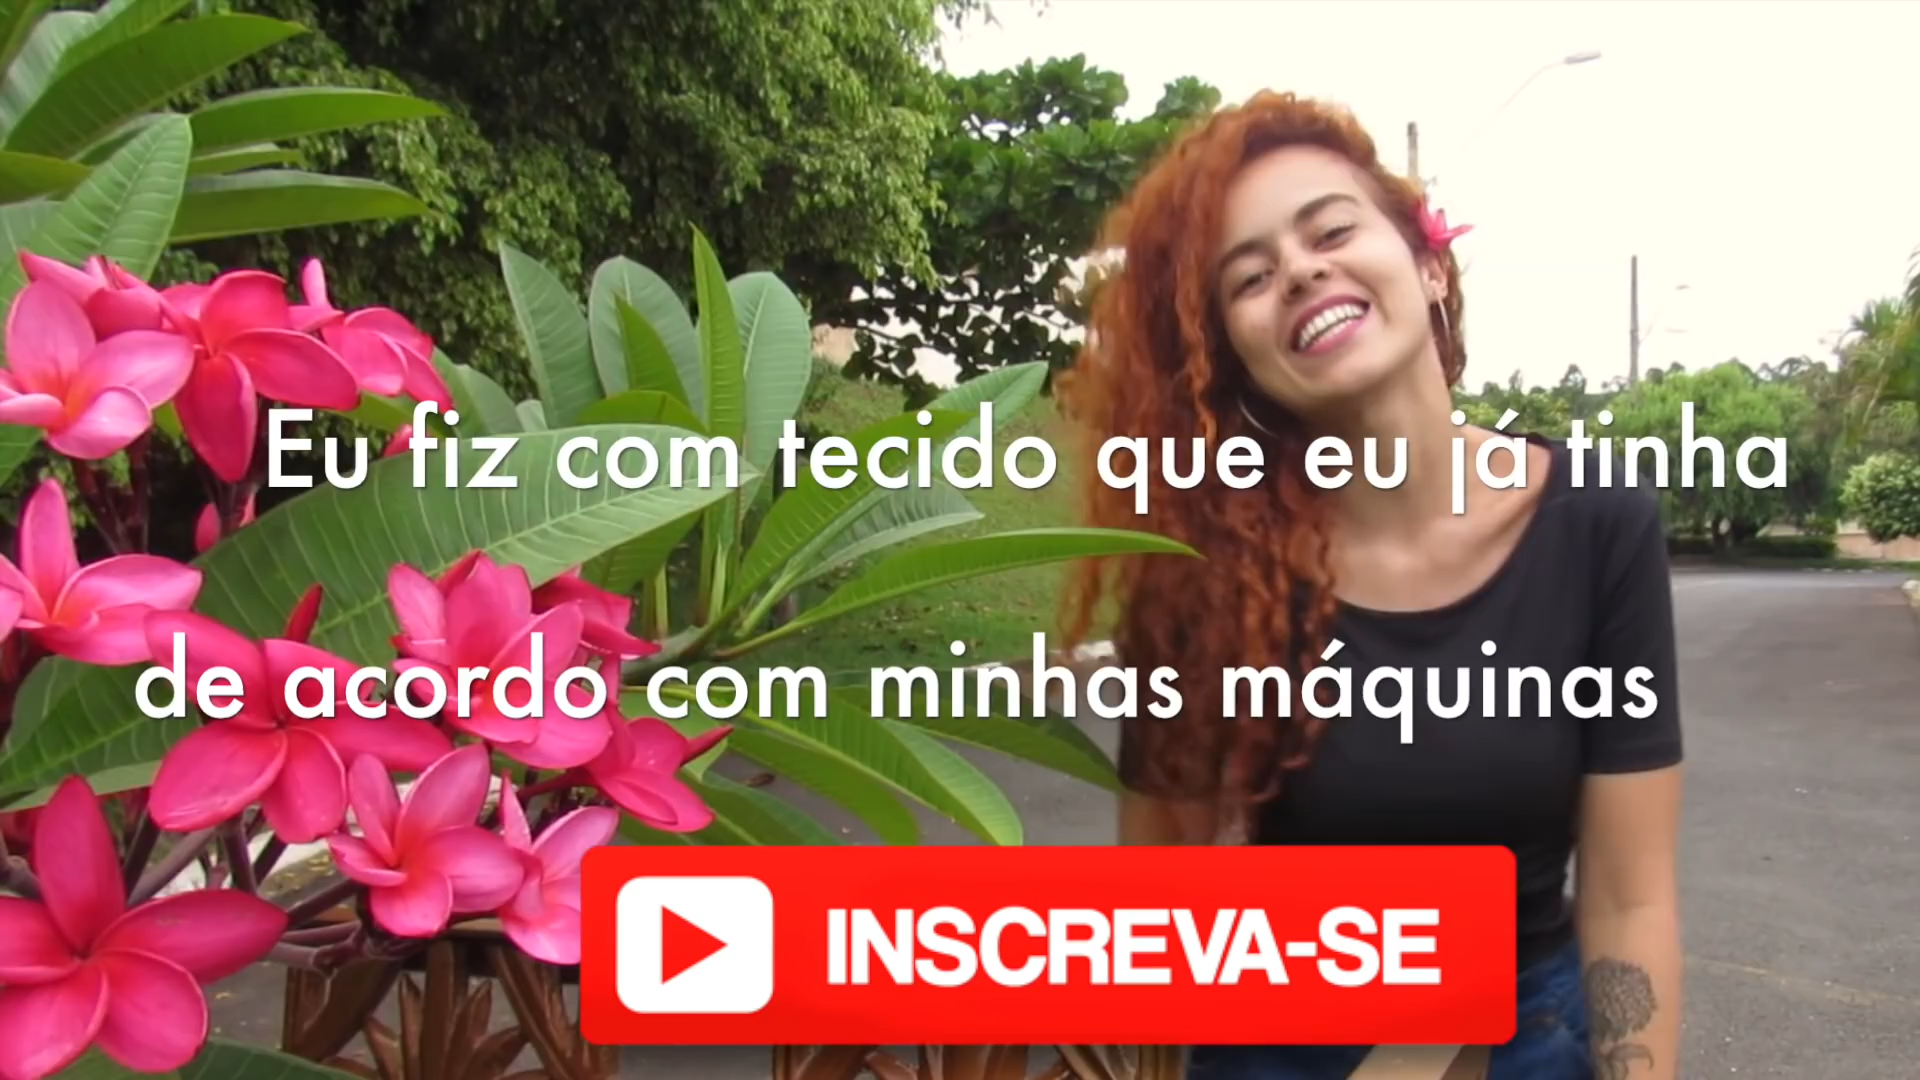 Eu fiz com tecido que eu já tinha
de acordo com minhas máquinas
INSCREVA-SE